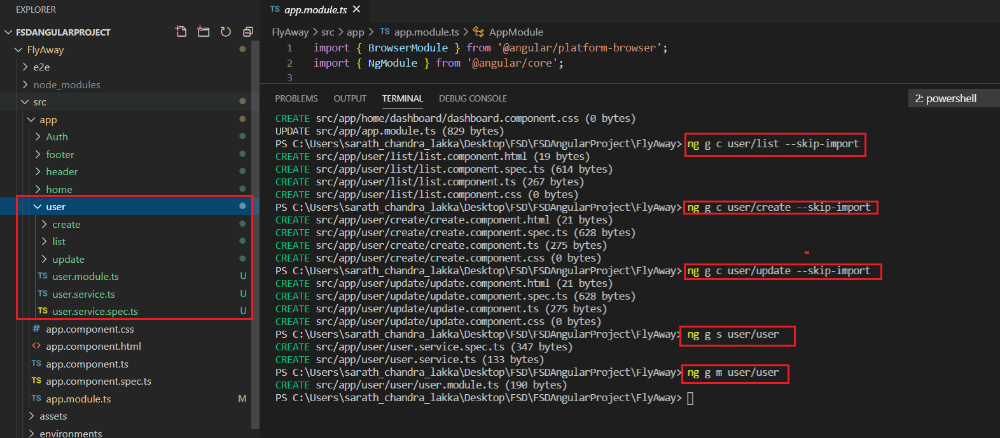 EXPLORER
FSDANGULARPROJECT
FlyAway
e2e
node_modules
src
app
Auth
footer
header
home
user
create
list
update
TS user.module.ts U
TS user.service.ts U
TS user.service.spec.ts U
# app.component.css
<> app.component.html
TS app.component.ts
TS app.component.spec.ts
TS app.module.ts M
assets
environments
TS app.module.ts
FlyAway > src > app > TS app.module.ts > AppModule
1 import { BrowserModule } from '@angular/platform-browser';
2 import { NgModule } from '@angular/core';
3
PROBLEMS OUTPUT TERMINAL DEBUG CONSOLE 2: powershell
CREATE src/app/home/dashboard/dashboard.component.css (0 bytes)
UPDATE src/app/app.module.ts (829 bytes)
PS C:\Users\sarath_chandra_lakka\Desktop\FSD\FSDAngularProject\FlyAway> ng g c user/list --skip-import
CREATE src/app/user/list/list.component.html (19 bytes)
CREATE src/app/user/list/list.component.spec.ts (614 bytes)
CREATE src/app/user/list/list.component.ts (267 bytes)
CREATE src/app/user/list/list.component.css (0 bytes)
PS C:\Users\sarath_chandra_lakka\Desktop\FSD\FSDAngularProject\FlyAway> ng g c user/create --skip-import
CREATE src/app/user/create/create.component.html (21 bytes)
CREATE src/app/user/create/create.component.spec.ts (628 bytes)
CREATE src/app/user/create/create.component.ts (275 bytes)
CREATE src/app/user/create/create.component.css (0 bytes)
PS C:\Users\sarath_chandra_lakka\Desktop\FSD\FSDAngularProject\FlyAway> ng g c user/update --skip-import
CREATE src/app/user/update/update.component.html (21 bytes)
CREATE src/app/user/update/update.component.spec.ts (628 bytes)
CREATE src/app/user/update/update.component.ts (275 bytes)
CREATE src/app/user/update/update.component.css (0 bytes)
PS C:\Users\sarath_chandra_lakka\Desktop\FSD\FSDAngularProject\FlyAway> ng g s user/user
CREATE src/app/user/user.service.spec.ts (347 bytes)
CREATE src/app/user/user.service.ts (133 bytes)
PS C:\Users\sarath_chandra_lakka\Desktop\FSD\FSDAngularProject\FlyAway> ng g m user/user
CREATE src/app/user/user/user.module.ts (190 bytes)
PS C:\Users\sarath_chandra_lakka\Desktop\FSD\FSDAngularProject\FlyAway>